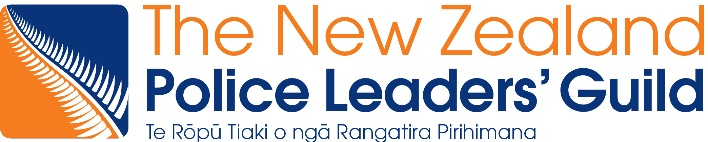 The New Zealand
Police Leaders' Guild
Te Rōpū Tiaki o ngā Rangatira Pirihimana